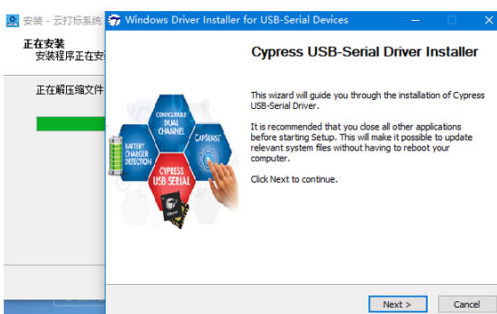 安装 - 云打标系统
正在安装
安装程序正在安
正在解压缩文件
Windows Driver Installer for USB-Serial Devices
Cypress USB-Serial Driver Installer
This wizard will guide you through the installation of Cypress
USB-Serial Driver.
It is recommended that you close all other applications
before starting Setup. This will make it possible to update
relevant system files without having to reboot your
computer.
Click Next to continue.
CONFIGURABLE
DUAL
CHANNEL
CAPSENSE
BATTERY
CHARGER
DETECTION
CYPRESS
USB SERIAL
Next >
Cancel